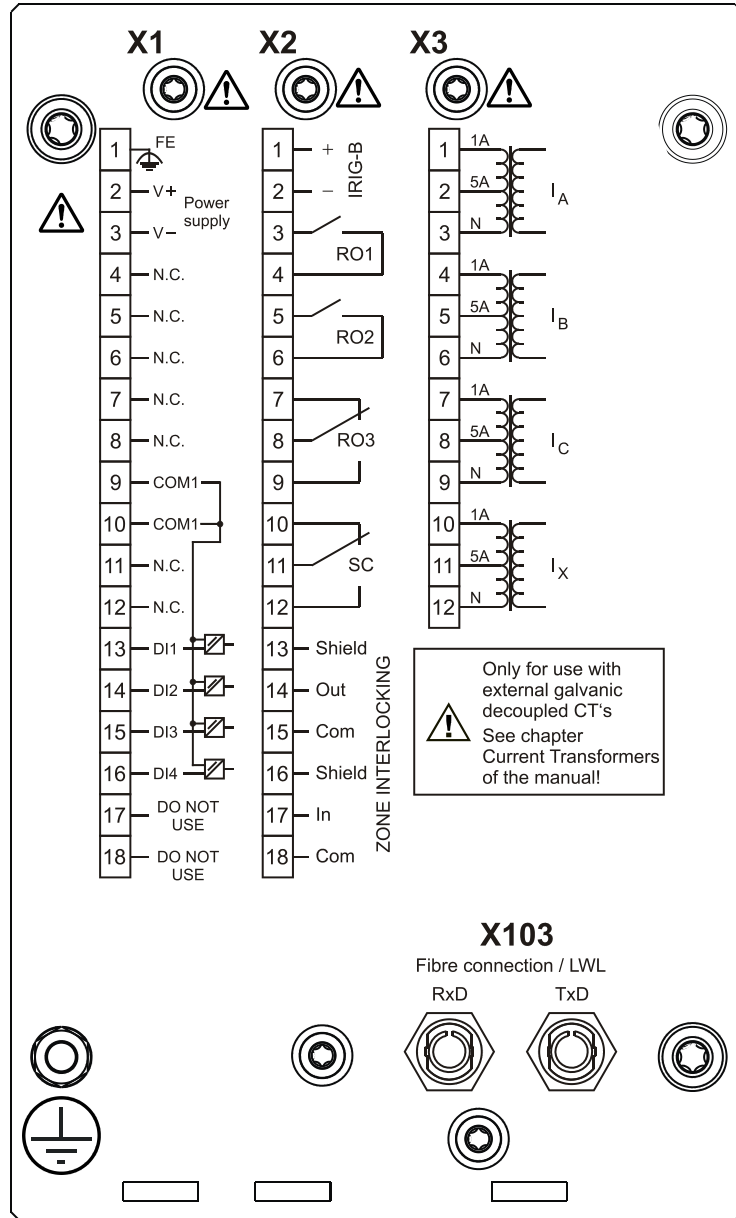 X1
X2
X3
1 FE
2 V+
Power
supply
3 V−
4 N.C.
5 N.C.
6 N.C.
7 N.C.
8 N.C.
9 COM1
10 COM1
11 N.C.
12 N.C.
13 DI1
14 DI2
15 DI3
16 DI4
17 DO NOT
USE
18 DO NOT
USE
1 +
2 −
IRIG-B
3
RO1
4
5
RO2
6
7
8 RO3
9
10
11 SC
12
13 Shield
14 Out
15 Com
16 Shield
17 In
18 Com
ZONE INTERLOCKING
1 1A
2 5A IA
3 N
4 1A
5 5A IB
6 N
7 1A
8 5A IC
9 N
10 1A
11 5A IX
12 N
Only for use with
external galvanic
decoupled CT‘s
See chapter
Current Transformers
of the manual!
X103
Fibre connection / LWL
RxD TxD